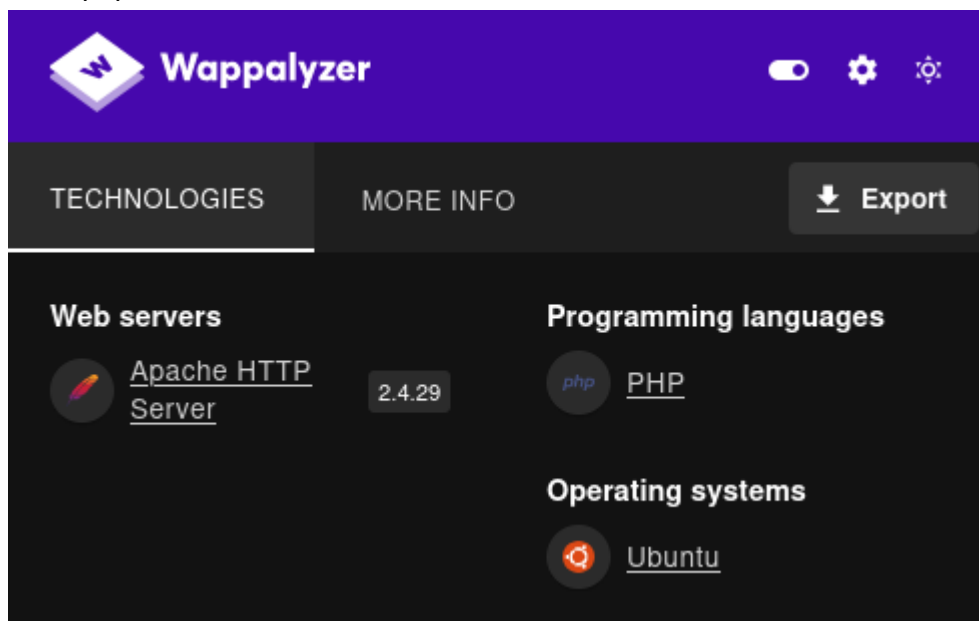 Wappalyzer
TECHNOLOGIES
MORE INFO
Export
Web servers
Apache HTTP
Server
2.4.29
Programming languages
php
PHP
Operating systems
Ubuntu